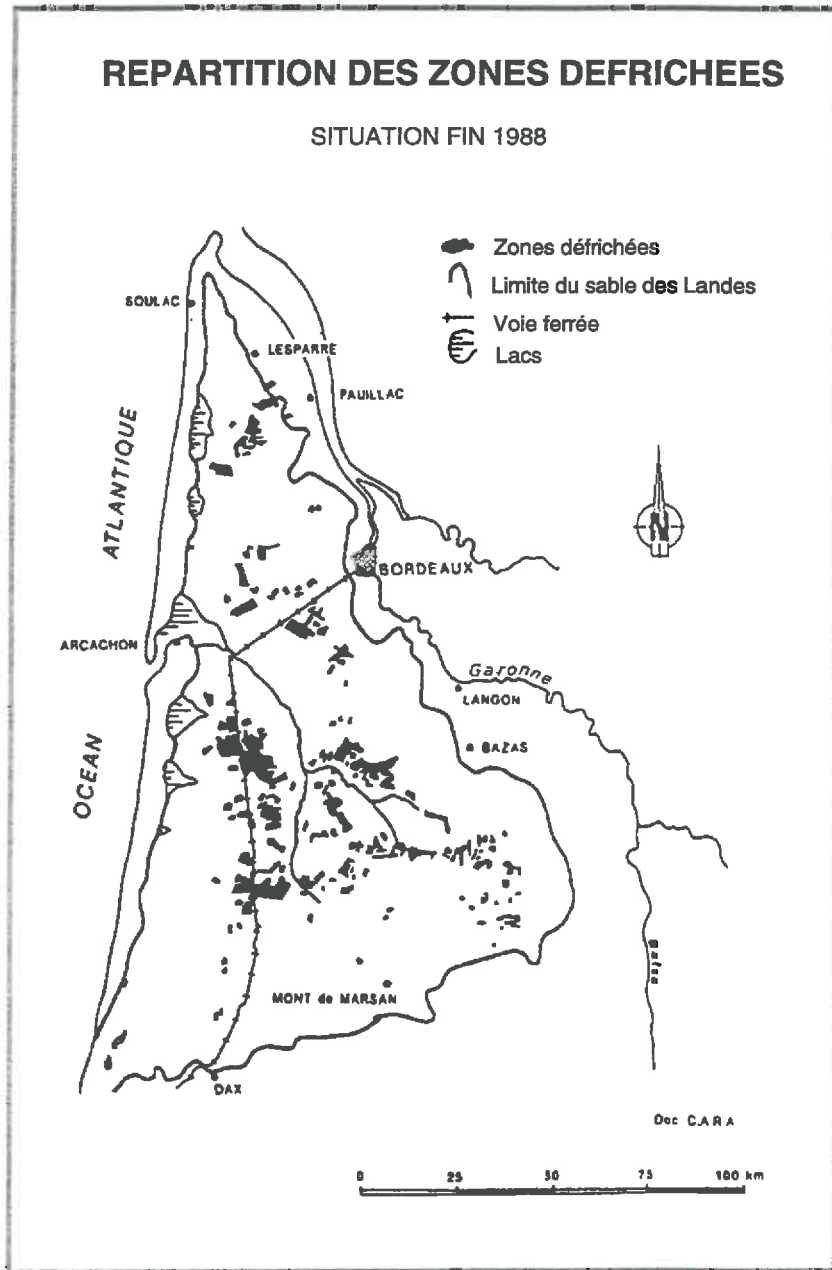 REPARTITION DES ZONES DEFRICHEES
SITUATION FIN 1988
Zones défrichées
Limite du sable des Landes
Voie ferrée
Lacs
SOULAC
LESPARRE
PAUILLAC
ATLANTIQUE
N
BORDEAUX
ARCACHON
Garonne
LANGON
BAZAS
OCEAN
MONT de MARSAN
DAX
Doc C.A.R.A
0 25 50 75 100 km